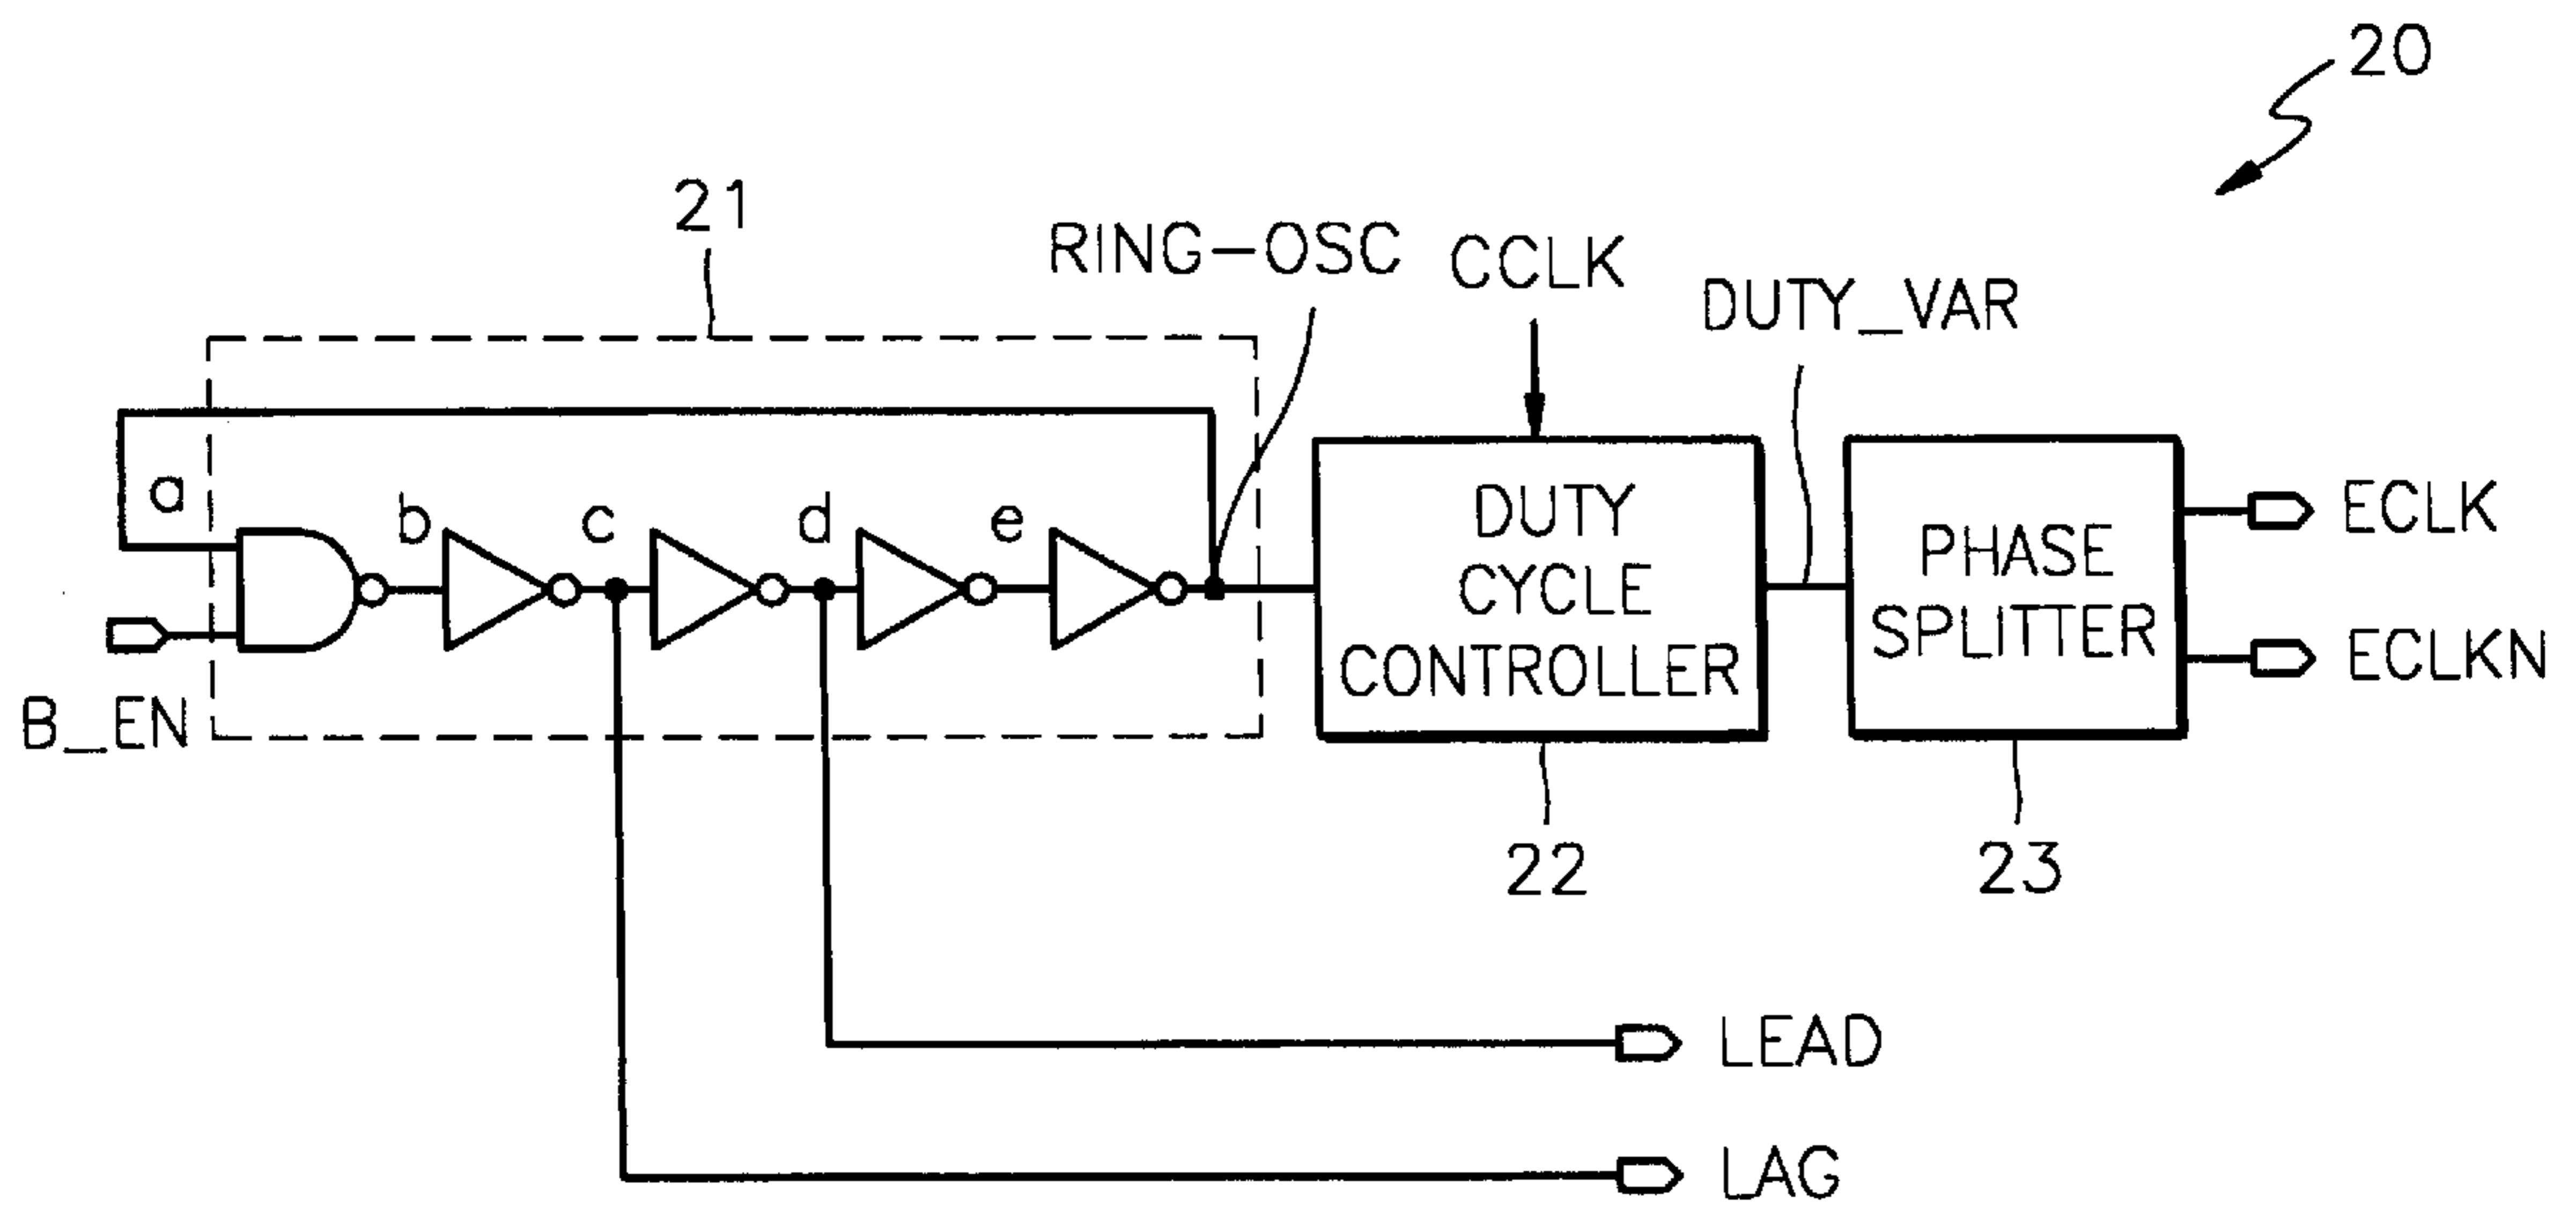 20
21
RING-OSC
CCLK
DUTY_VAR
a
b
c
d
e
B_EN
DUTY
CYCLE
CONTROLLER
PHASE
SPLITTER
ECLK
ECLKN
22
23
LEAD
LAG